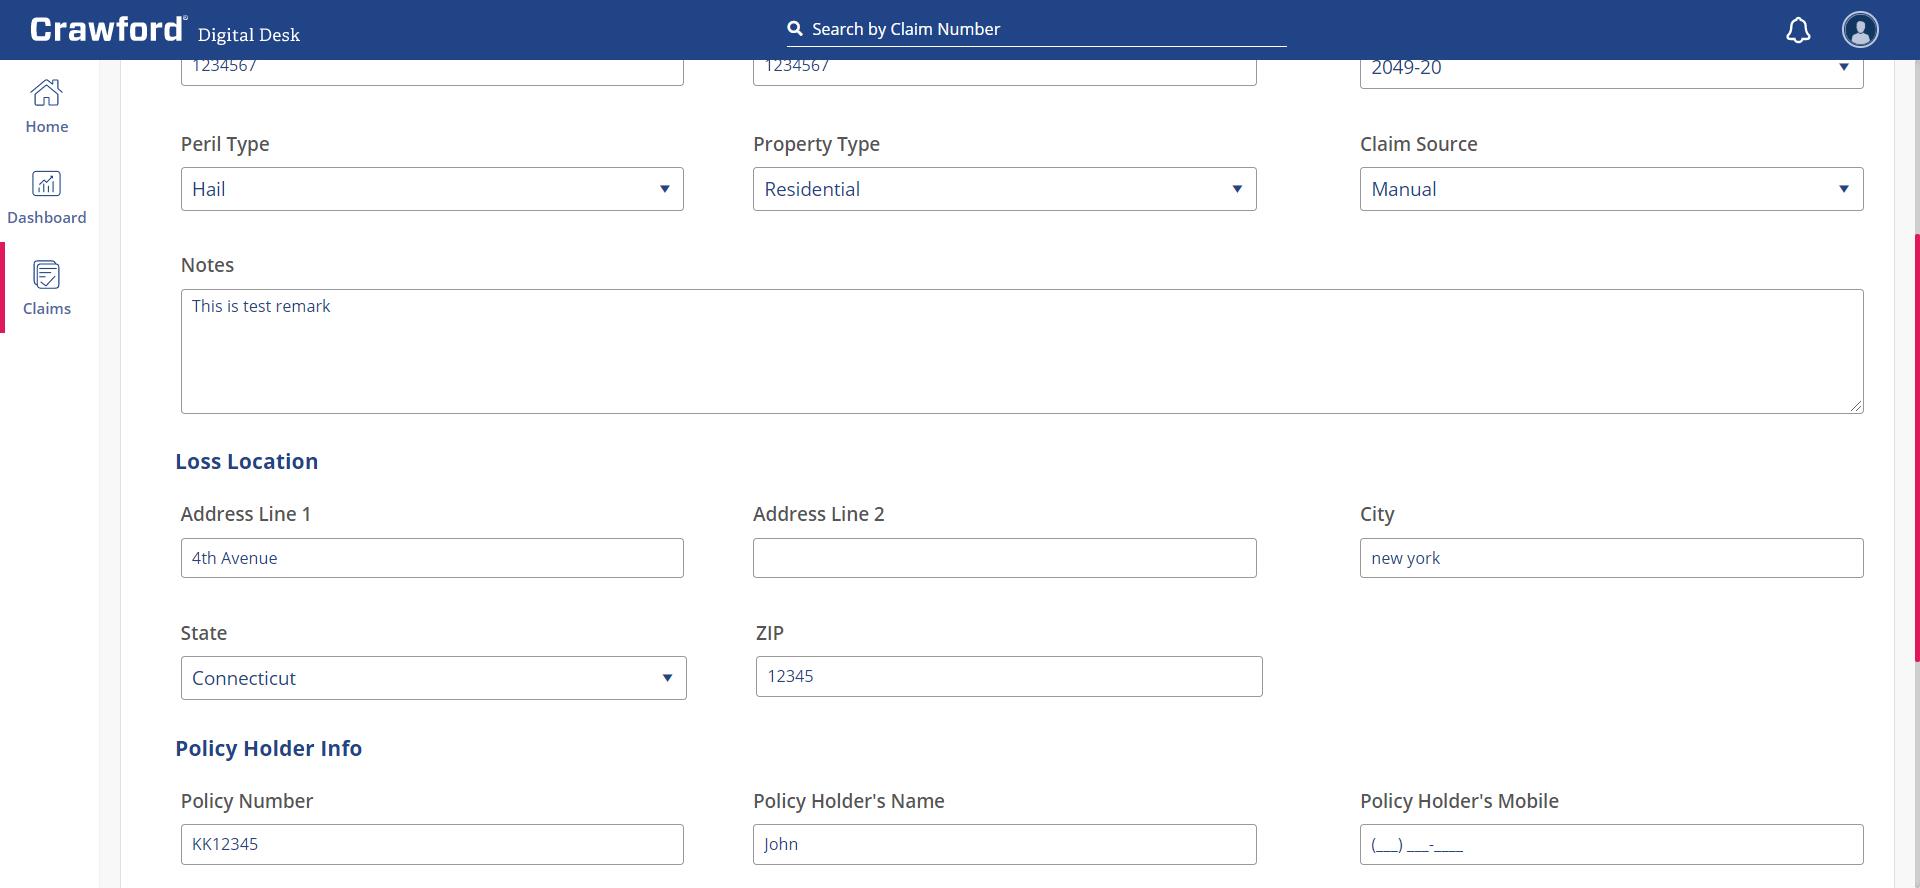 Crawford® Digital Desk
Search by Claim Number
1234567 1234567 2049-20
Home
Dashboard
Claims
Peril Type Property Type Claim Source
Hail Residential Manual
Notes
This is test remark
Loss Location
Address Line 1 Address Line 2 City
4th Avenue new york
State ZIP
Connecticut 12345
Policy Holder Info
Policy Number Policy Holder's Name Policy Holder's Mobile
KK12345 John (___) ___-____